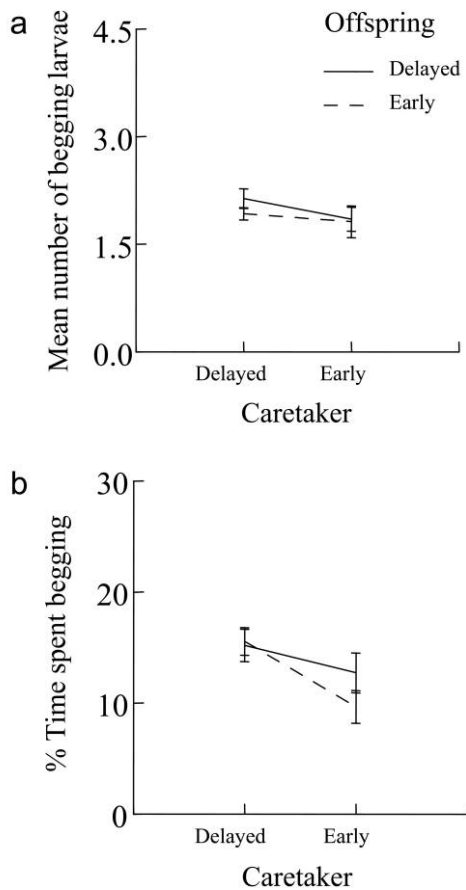 a
Offspring
Delayed
Early
4.5
3.0
1.5
0.0
Mean number of begging larvae
Delayed
Early
Caretaker
b
30
20
10
0
% Time spent begging
Delayed
Early
Caretaker